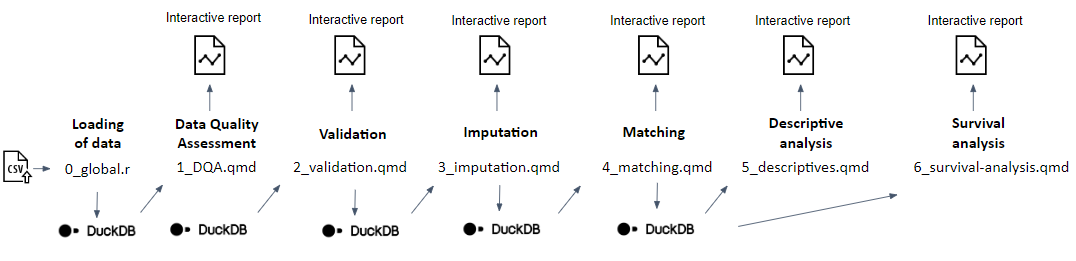 Interactive report
Interactive report
Interactive report
Interactive report
Interactive report
Interactive report
Loading
of data
Data Quality
Assessment
Validation
Imputation
Matching
Descriptive
analysis
Survival
analysis
CSV
0_global.r
1_DQA.qmd
2_validation.qmd
3_imputation.qmd
4_matching.qmd
5_descriptives.qmd
6_survival-analysis.qmd
DuckDB
DuckDB
DuckDB
DuckDB
DuckDB